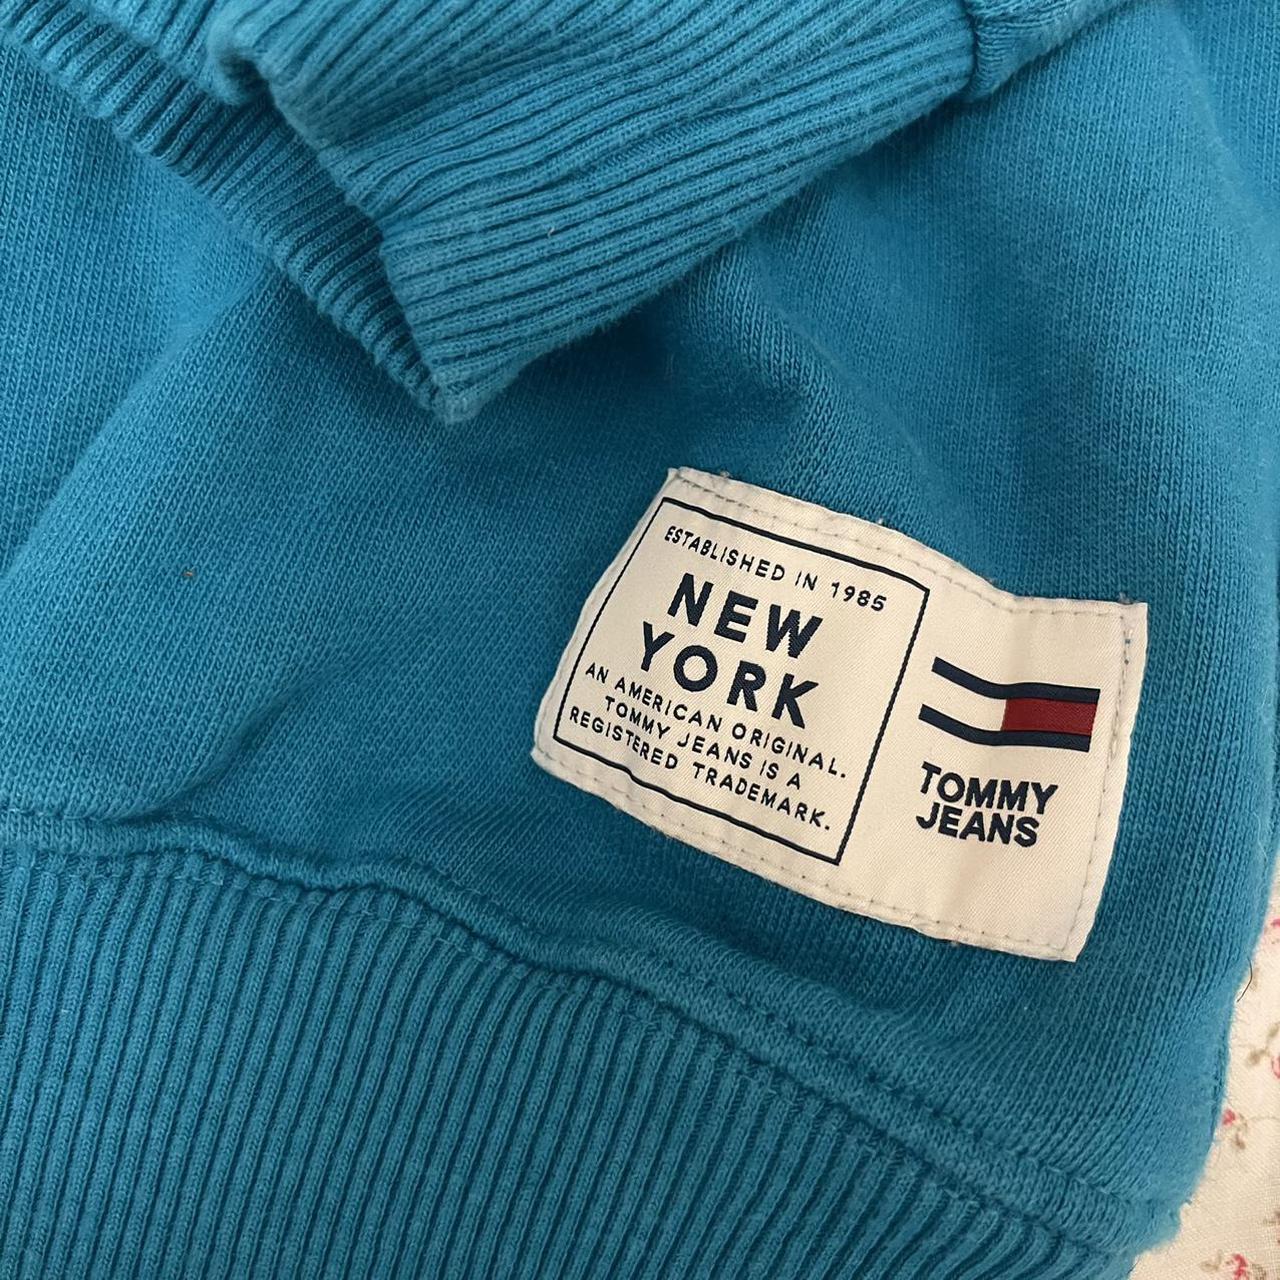 ESTABLISHED IN 1985
NEW
YORK
AN AMERICAN ORIGINAL.
TOMMY JEANS IS A
REGISTERED TRADEMARK.
TOMMY
JEANS